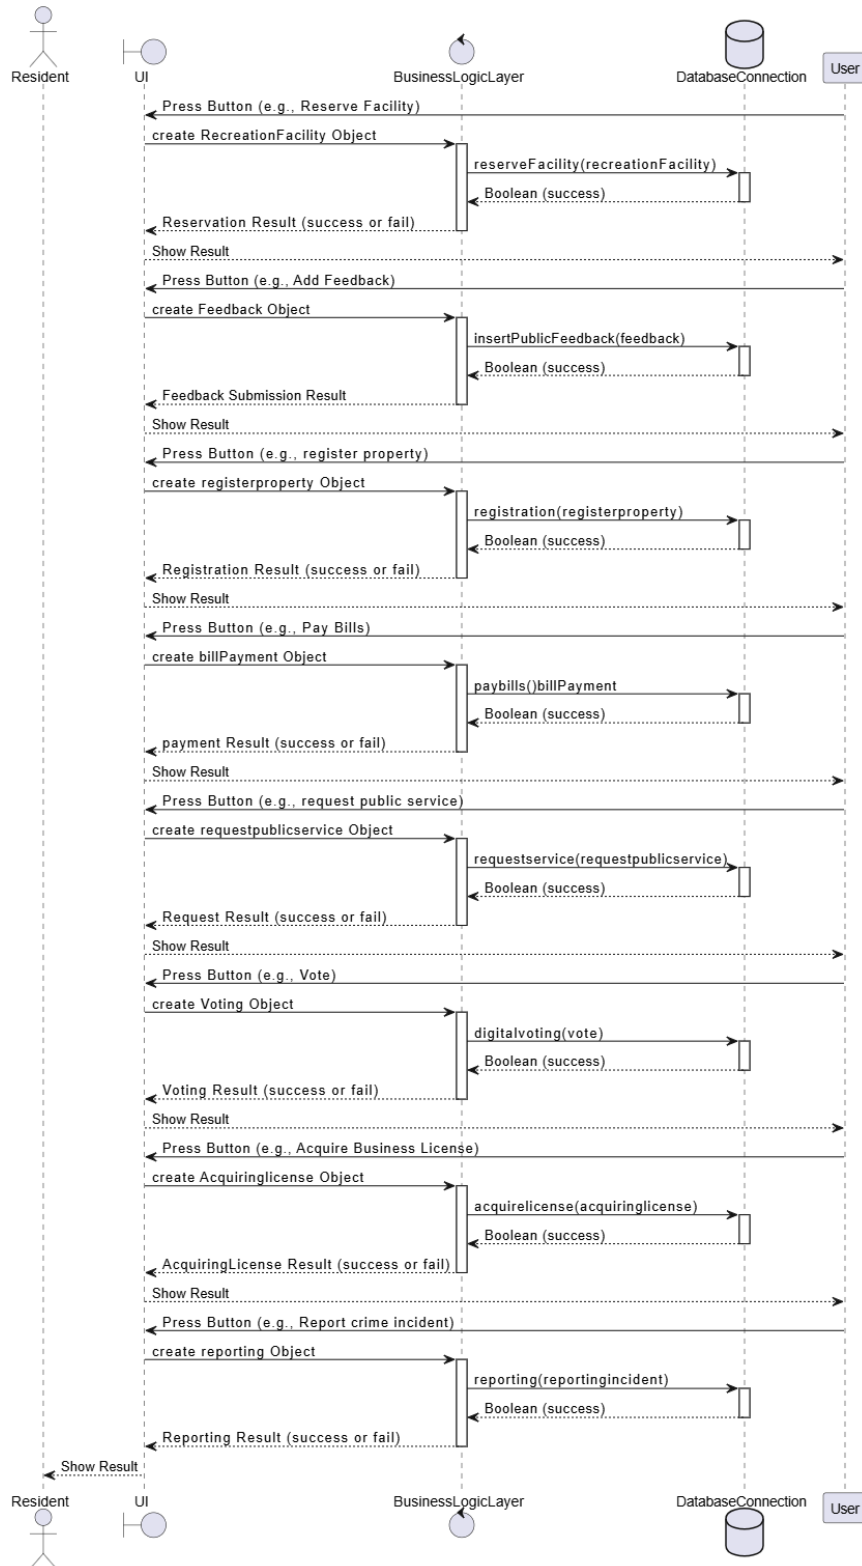 Resident UI BusinessLogicLayer DatabaseConnection User
Press Button (e.g., Reserve Facility)
create RecreationFacility Object
reserveFacility(recreationFacility)
Boolean (success)
Reservation Result (success or fail)
Show Result
Press Button (e.g., Add Feedback)
create Feedback Object
insertPublicFeedback(feedback)
Boolean (success)
Feedback Submission Result
Show Result
Press Button (e.g., register property)
create registerproperty Object
registration(registerproperty)
Boolean (success)
Registration Result (success or fail)
Show Result
Press Button (e.g., Pay Bills)
create billPayment Object
paybills()billPayment
Boolean (success)
payment Result (success or fail)
Show Result
Press Button (e.g., request public service)
create requestpublicservice Object
requestservice(requestpublicservice)
Boolean (success)
Request Result (success or fail)
Show Result
Press Button (e.g., Vote)
create Voting Object
digitalvoting(vote)
Boolean (success)
Voting Result (success or fail)
Show Result
Press Button (e.g., Acquire Business License)
create Acquiringlicense Object
acquirelicense(acquiringlicense)
Boolean (success)
AcquiringLicense Result (success or fail)
Show Result
Press Button (e.g., Report crime incident)
create reporting Object
reporting(reportingincident)
Boolean (success)
Reporting Result (success or fail)
Show Result
Resident UI BusinessLogicLayer DatabaseConnection User